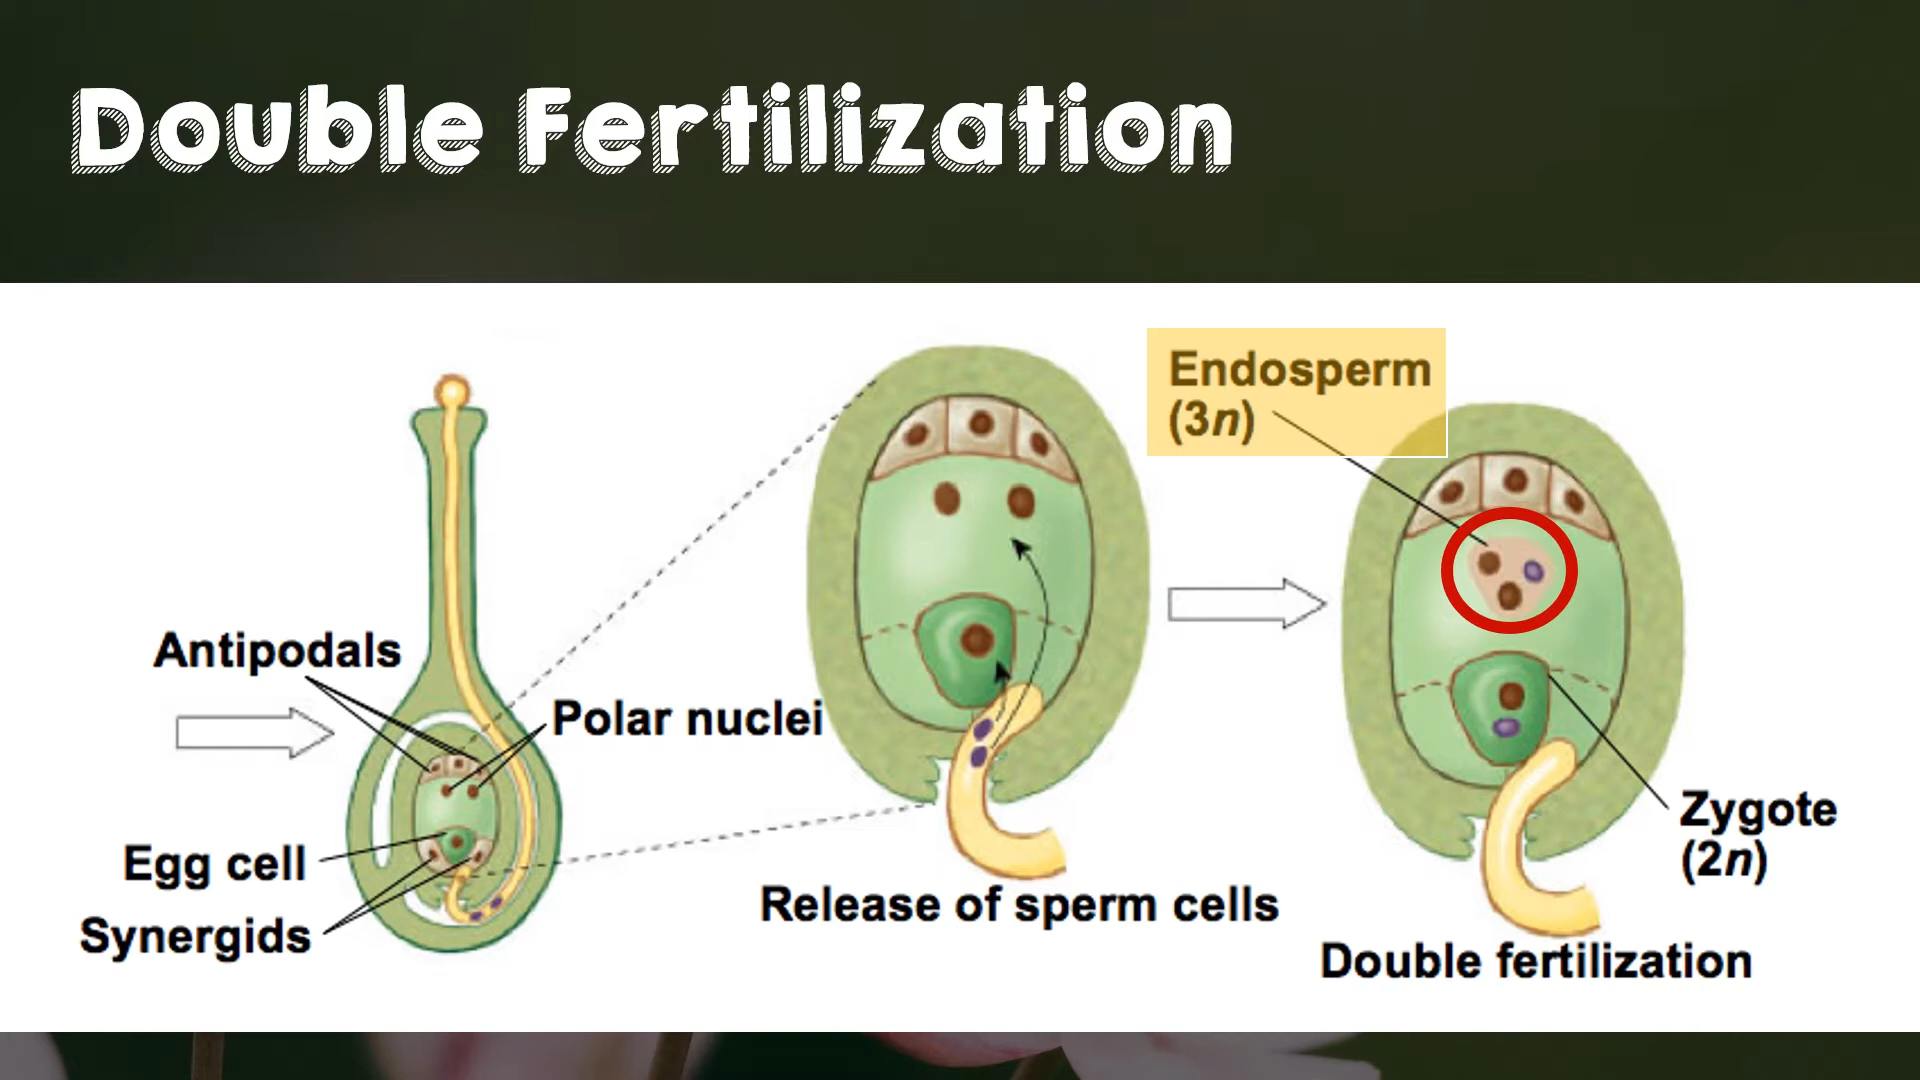 Double Fertilization
Endosperm
(3n)
Antipodals
Polar nuclei
Egg cell
Synergids
Release of sperm cells
Zygote
(2n)
Double fertilization